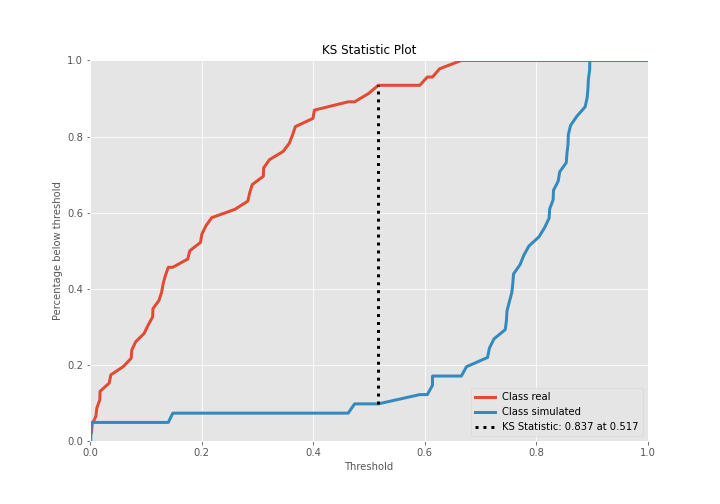 KS Statistic Plot
1.0
0.8
0.6
0.4
0.2
0.0
Percentage below threshold
0.0 0.2 0.4 0.6 0.8 1.0
Threshold
Class real
Class simulated
KS Statistic: 0.837 at 0.517